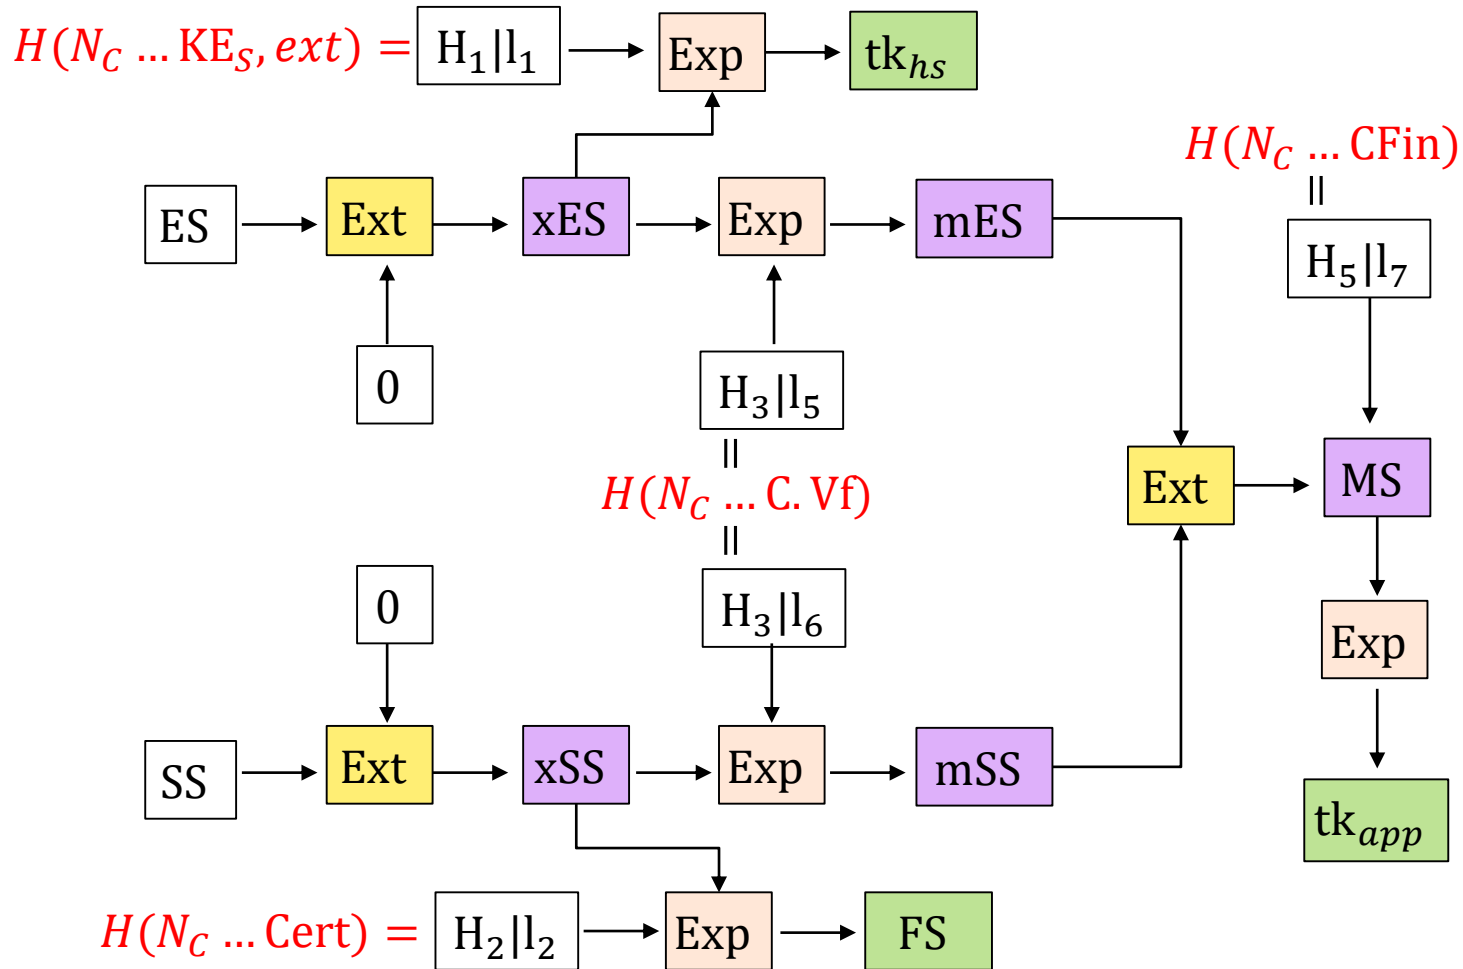 H(N_C … KE_S, ext) = H₁|l₁ Exp tk_hs
H(N_C … CFin)
=
H₅|l₇
ES Ext xES Exp mES
0
H₃|l₅
=
H(N_C … C. Vf)
=
H₃|l₆
Ext MS
0
Exp
SS Ext xSS Exp mSS
tk_app
H(N_C … Cert) = H₂|l₂ Exp FS